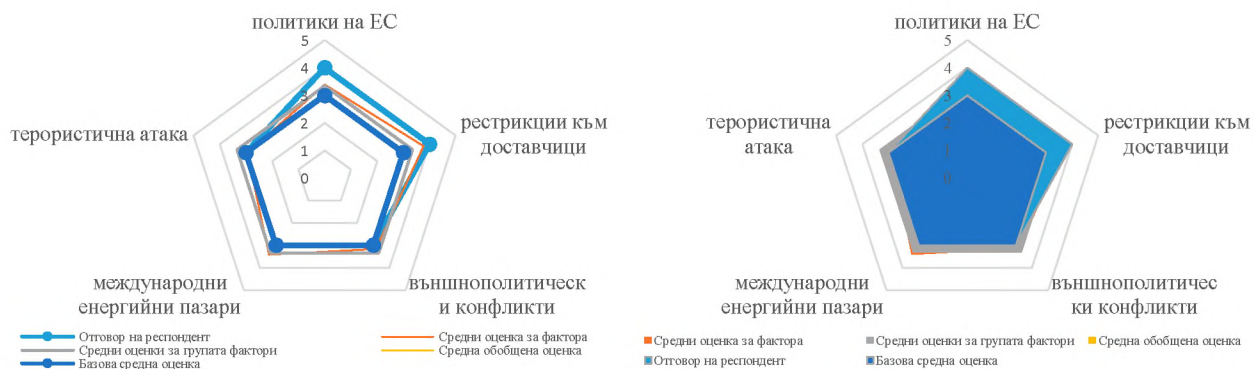 политики на ЕС
5
4
3
2
1
0
рестрикции към
доставчици
външнополитическ
и конфликти
международни
енергийни пазари
терористична атака
Отговор на респондент
Средни оценка за фактора
Средни оценки за групата фактори
Средна обобщена оценка
Базова средна оценка
политики на ЕС
5
4
3
2
1
0
рестрикции към
доставчици
външнополитичес
ки конфликти
международни
енергийни пазари
терористична
атака
Средни оценка за фактора
Средни оценки за групата фактори
Средна обобщена оценка
Отговор на респондент
Базова средна оценка